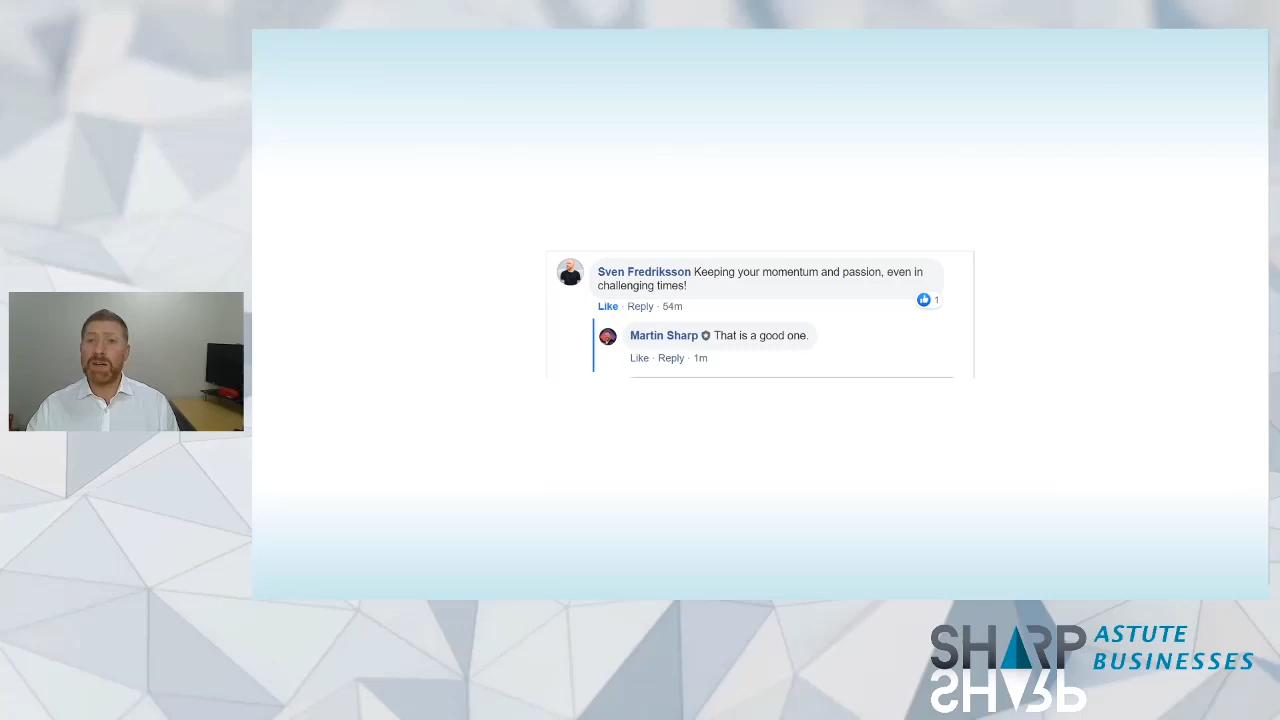 Sven Fredriksson Keeping your momentum and passion, even in
challenging times!
Like · Reply · 54m
1
Martin Sharp That is a good one.
Like · Reply · 1m
SHARP ASTUTE
BUSINESSES